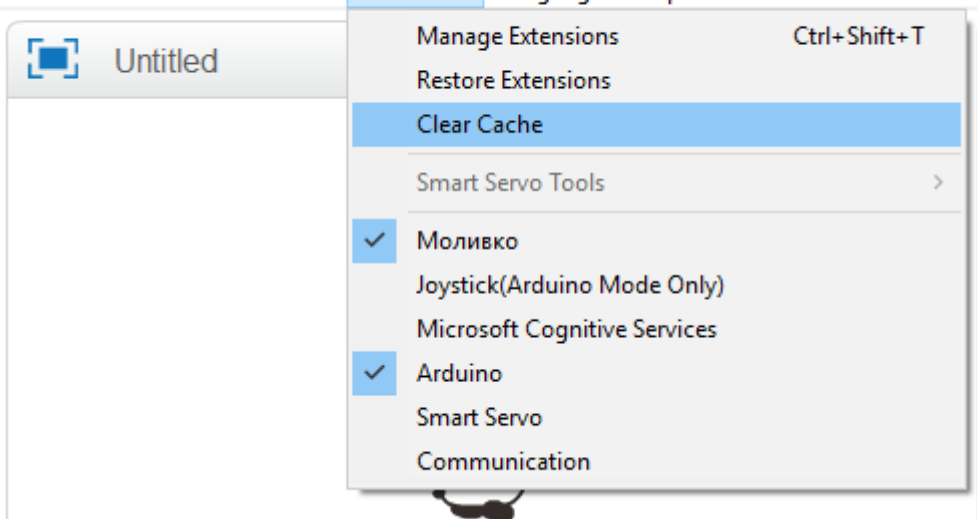 Untitled
Manage Extensions Ctrl+Shift+T
Restore Extensions
Clear Cache
Smart Servo Tools
Моливко
Joystick(Arduino Mode Only)
Microsoft Cognitive Services
Arduino
Smart Servo
Communication